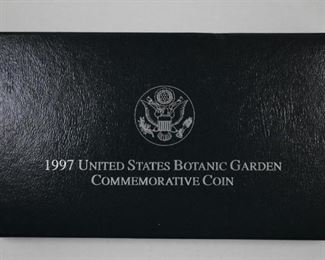 1997 United States Botanic Garden
Commemorative Coin